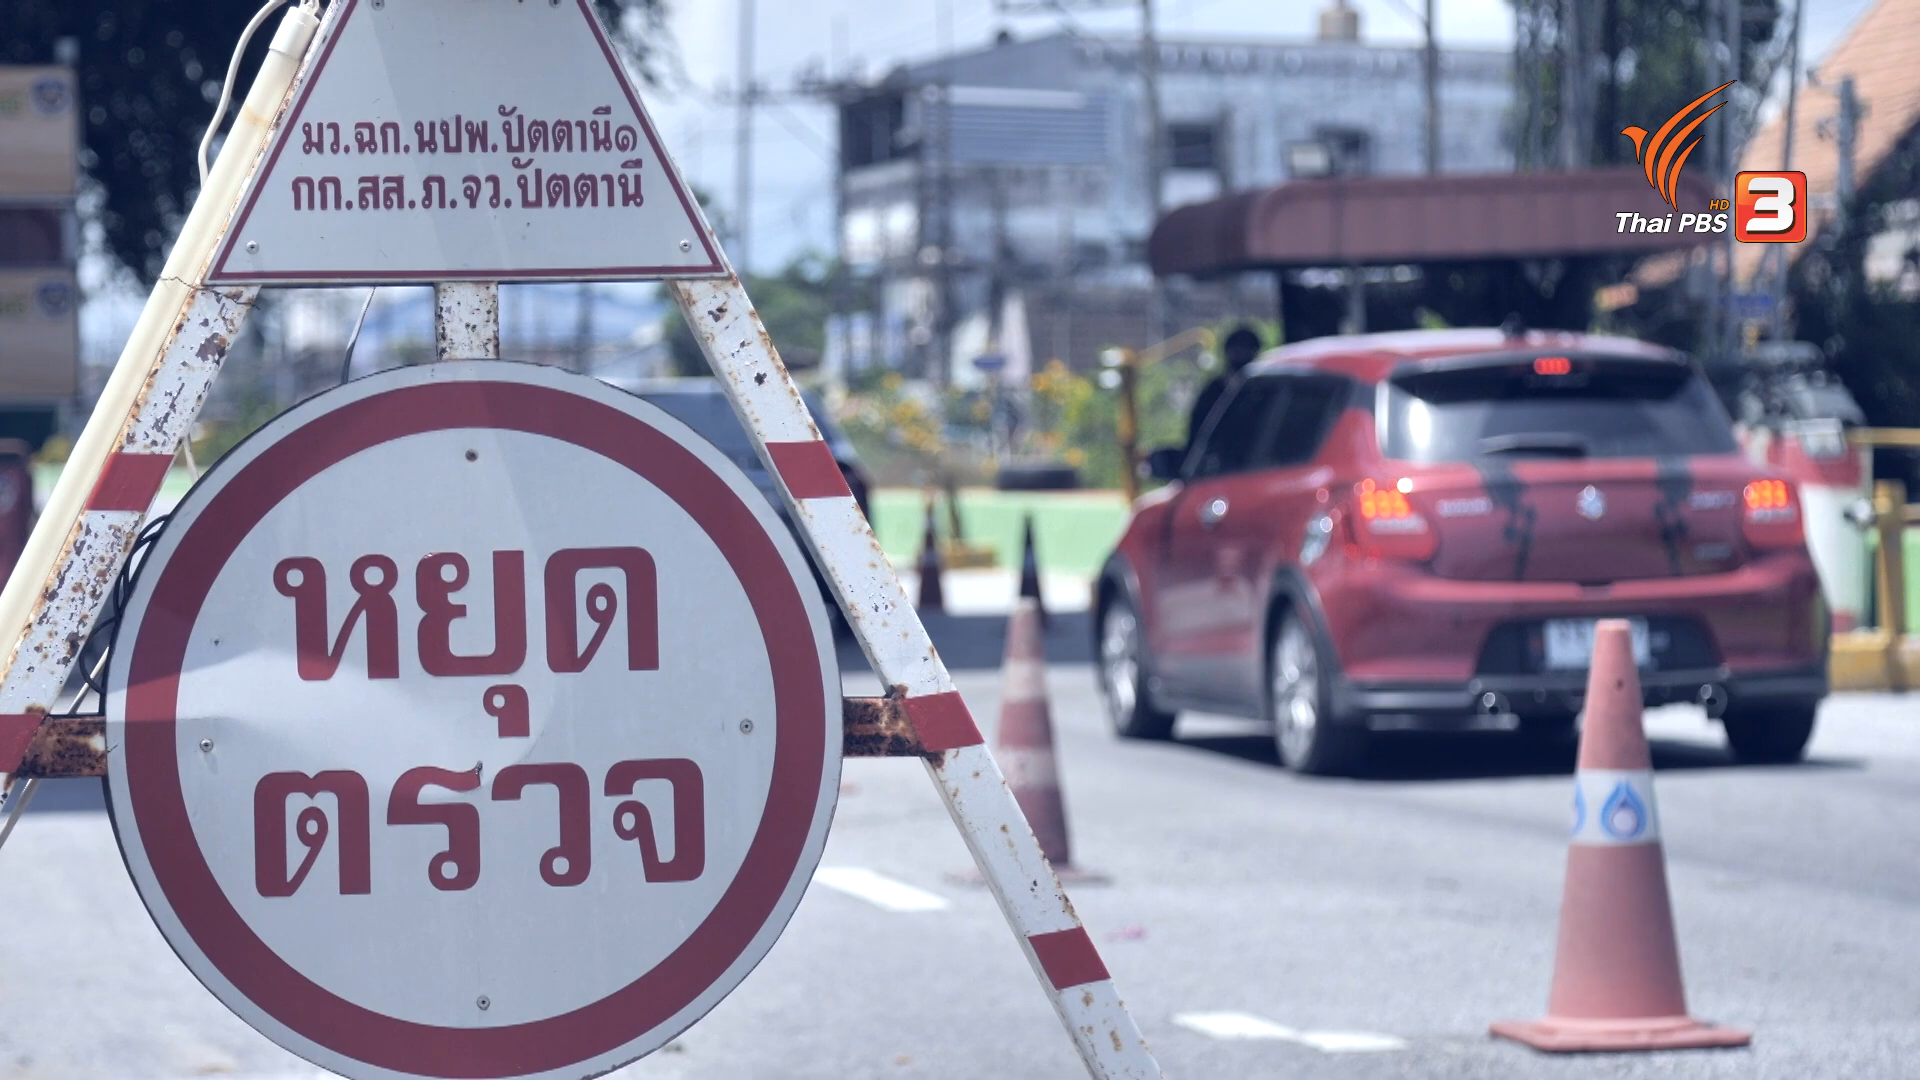 มว.ฉก.นปพ.ปัตตานี๑
กก.สส.ภ.จว.ปัตตานี
หยุด
ตรวจ
HD
Thai PBS 3